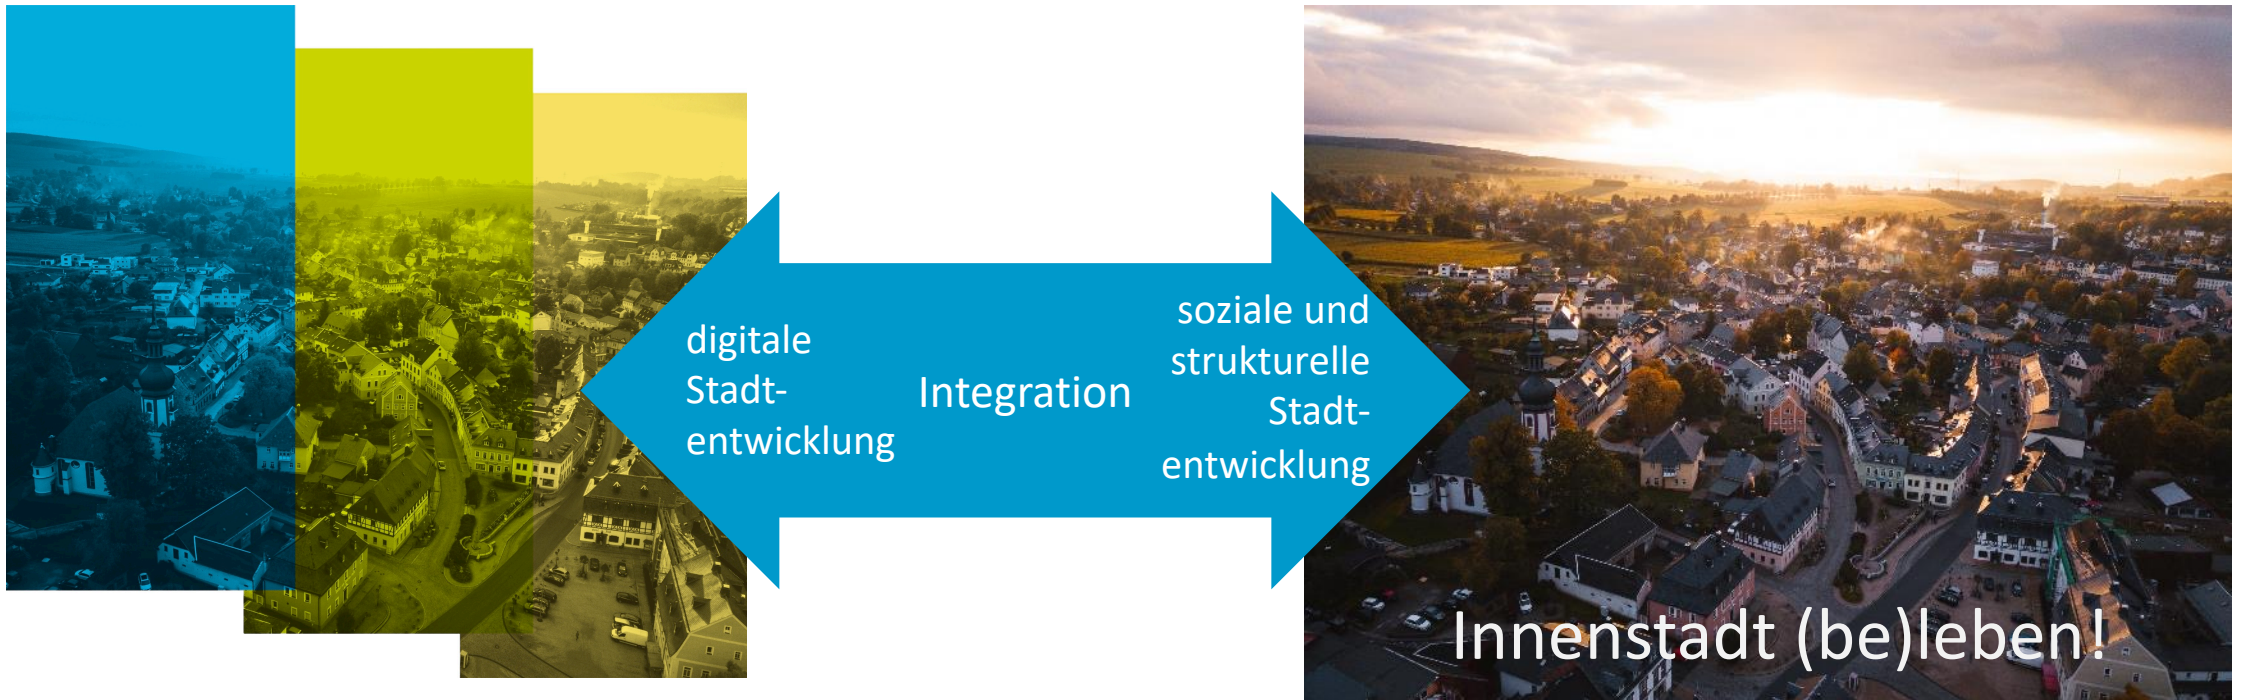 digitale
Stadt-
entwicklung
Integration
soziale und
strukturelle
Stadt-
entwicklung
Innenstadt (be)leben!